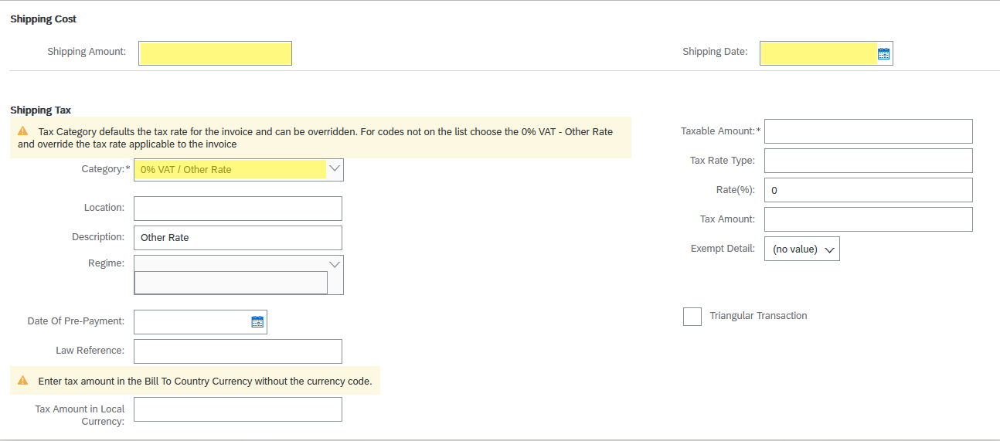 Shipping Cost
Shipping Amount:
Shipping Date:
Shipping Tax
Tax Category defaults the tax rate for the invoice and can be overridden. For codes not on the list choose the 0% VAT - Other Rate
and override the tax rate applicable to the invoice
Category:* 0% VAT / Other Rate
Location:
Description: Other Rate
Regime:
Date Of Pre-Payment:
Law Reference:
Enter tax amount in the Bill To Country Currency without the currency code.
Tax Amount in Local
Currency:
Taxable Amount:*
Tax Rate Type:
Rate(%): 0
Tax Amount:
Exempt Detail: (no value)
Triangular Transaction